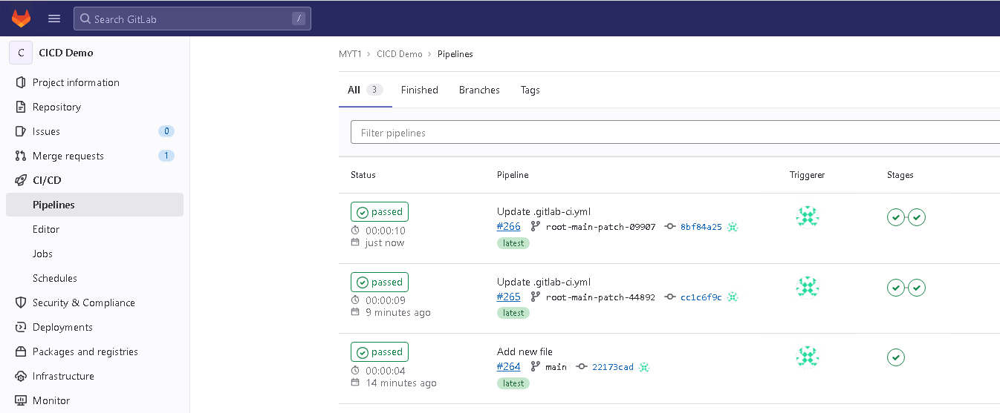 Search GitLab /
C CICD Demo
Project information
Repository
Issues 0
Merge requests 1
CI/CD
Pipelines
Editor
Jobs
Schedules
Security & Compliance
Deployments
Packages and registries
Infrastructure
Monitor
MYT1 > CICD Demo > Pipelines
All 3 Finished Branches Tags
Filter pipelines
Status Pipeline Triggerer Stages
passed Update .gitlab-ci.yml
00:00:10 #266 root-main-patch-09907 8bf84a25
just now latest
passed Update .gitlab-ci.yml
00:00:09 #265 root-main-patch-44892 cc1c6f9c
9 minutes ago latest
passed Add new file
00:00:04 #264 main 22173cad
14 minutes ago latest